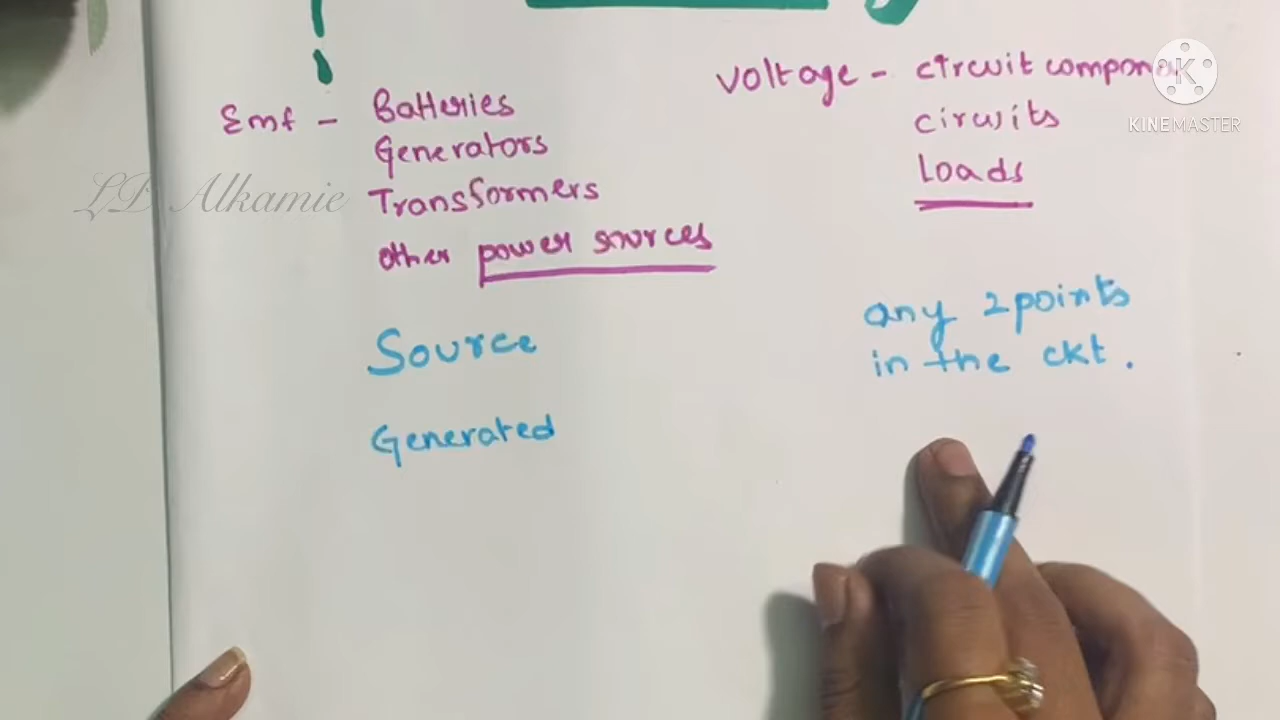 Emf - Batteries
Generators
Transformers
other power sources
Source
Generated
Voltage - circuit
circuits
Loads
any 2 points
in the ckt.
K
KINEMASTER
LD Alkamie